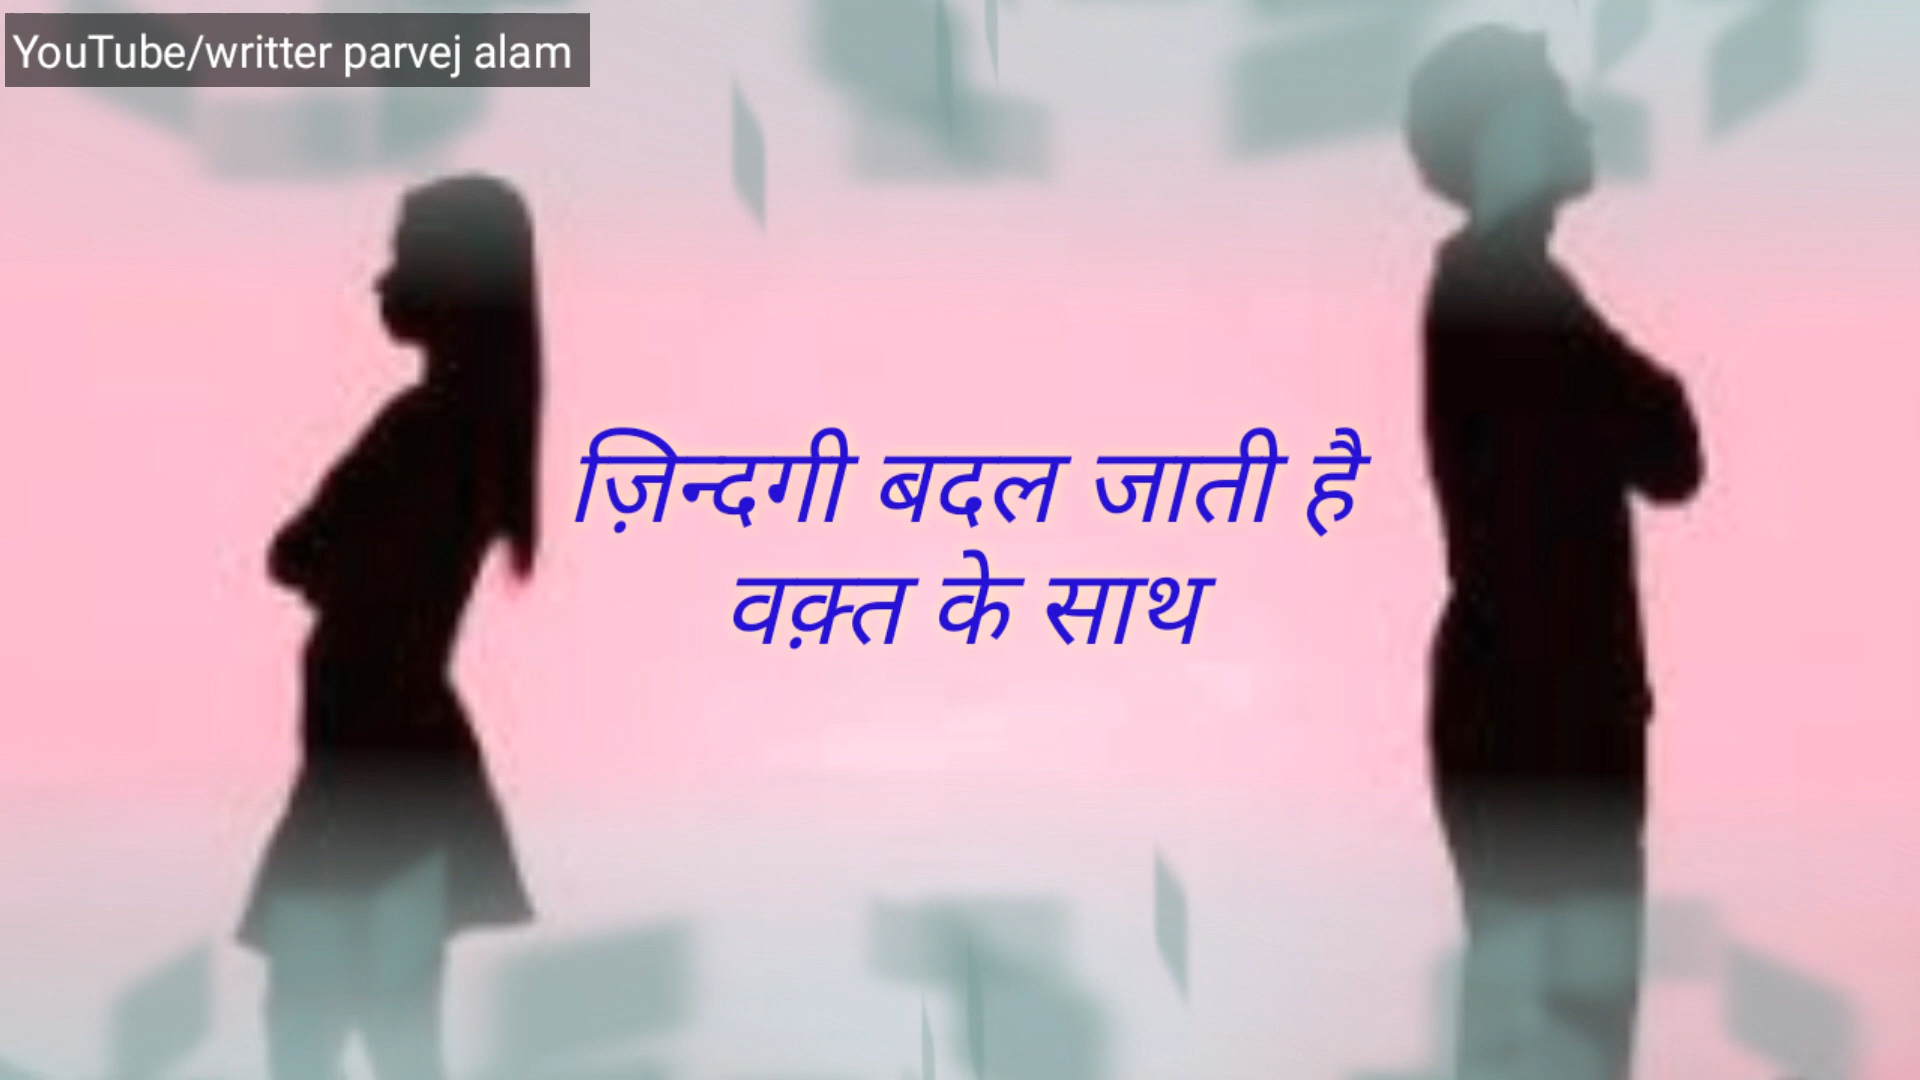 YouTube/writter parvej alam
ज़िन्दगी बदल जाती है
वक़्त के साथ